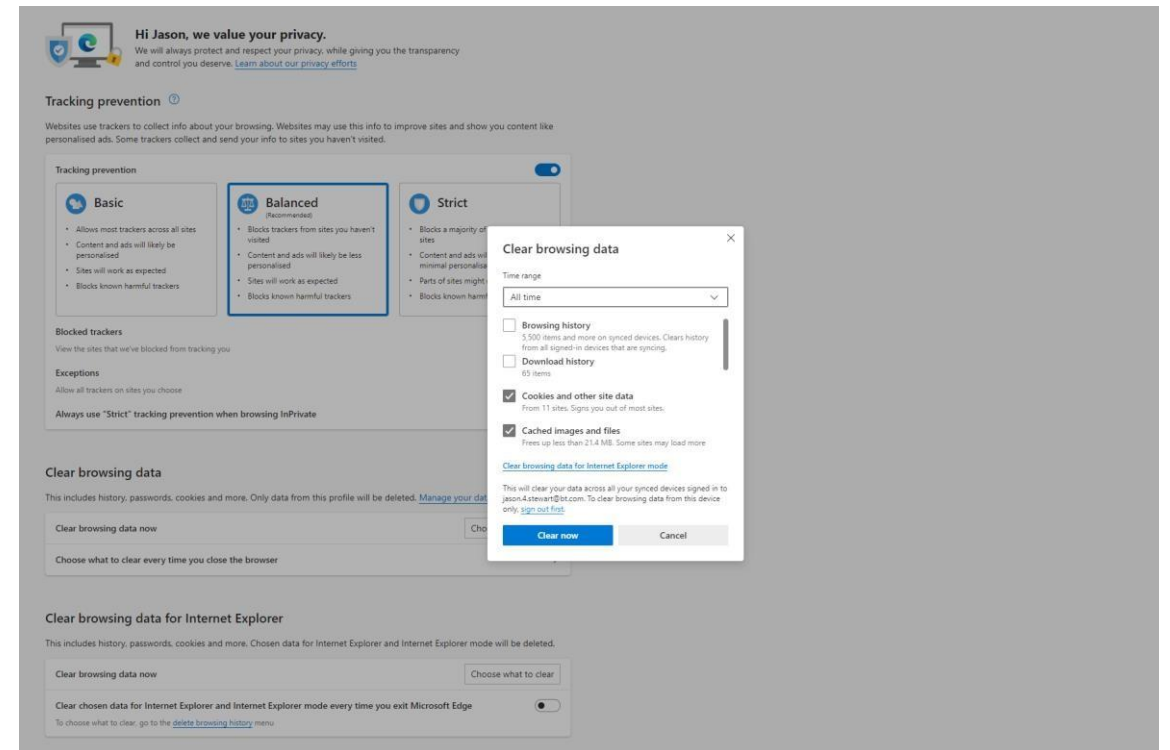 Hi Jason, we value your privacy.
We will always protect and respect your privacy, while giving you the transparency
and control you deserve. Learn about our privacy efforts
Tracking prevention
Websites use trackers to collect info about your browsing. Websites may use this info to improve sites and show you content like
personalised ads. Some trackers collect and send your info to sites you haven't visited.
Tracking prevention
Basic
• Allows most trackers across all sites
• Content and ads will likely be
personalised
• Sites will work as expected
• Blocks known harmful trackers
Balanced
(Recommended)
• Blocks trackers from sites you haven't
visited
• Content and ads will likely be less
personalised
• Sites will work as expected
• Blocks known harmful trackers
Strict
• Blocks a majority of
sites
• Content and ads wil
minimal personalisa
• Parts of sites might
• Blocks known harmf
Blocked trackers
View the sites that we've blocked from tracking you
Exceptions
Allow all trackers on sites you choose
Always use "Strict" tracking prevention when browsing InPrivate
Clear browsing data
This includes history, passwords, cookies and more. Only data from this profile will be deleted. Manage your dat
Clear browsing data now
Cho
Choose what to clear every time you close the browser
Clear browsing data for Internet Explorer
This includes history, passwords, cookies and more. Chosen data for Internet Explorer and Internet Explorer mode will be deleted.
Clear browsing data now
Choose what to clear
Clear chosen data for Internet Explorer and Internet Explorer mode every time you exit Microsoft Edge
To choose what to clear, go to the delete browsing history menu
Clear browsing data
Time range
All time
Browsing history
5,500 items and more on synced devices. Clears history
from all signed-in devices that are syncing.
Download history
65 items
Cookies and other site data
From 11 sites. Signs you out of most sites.
Cached images and files
Frees up less than 21.4 MB. Some sites may load more
Clear browsing data for Internet Explorer mode
This will clear your data across all your synced devices signed in to
jason.4.stewart@bt.com. To clear browsing data from this device
only, sign out first.
Clear now
Cancel